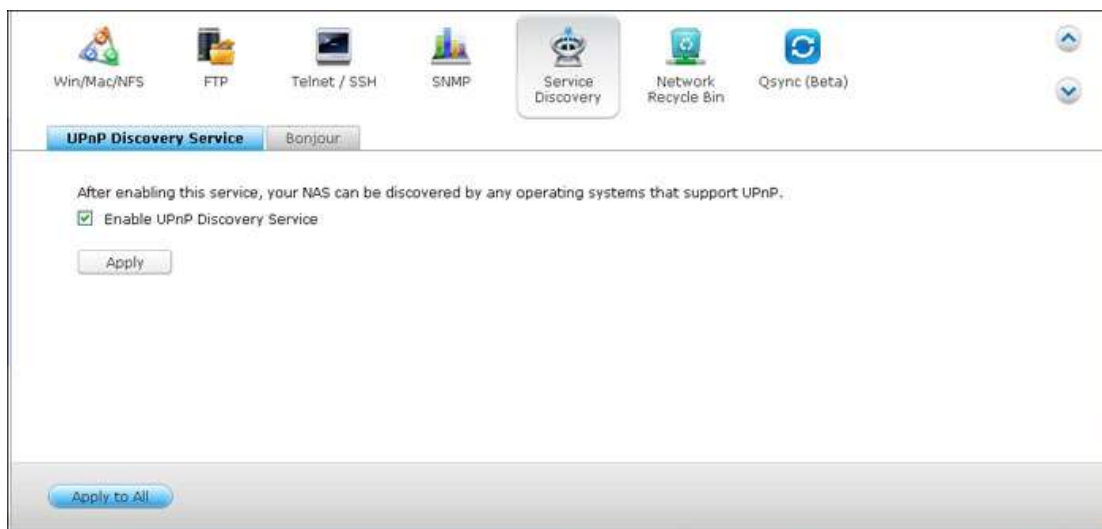 Win/Mac/NFS
FTP
Telnet / SSH
SNMP
Service
Discovery
Network
Recycle Bin
Qsync (Beta)
UPnP Discovery Service
Bonjour
After enabling this service, your NAS can be discovered by any operating systems that support UPnP.
Enable UPnP Discovery Service
Apply
Apply to All